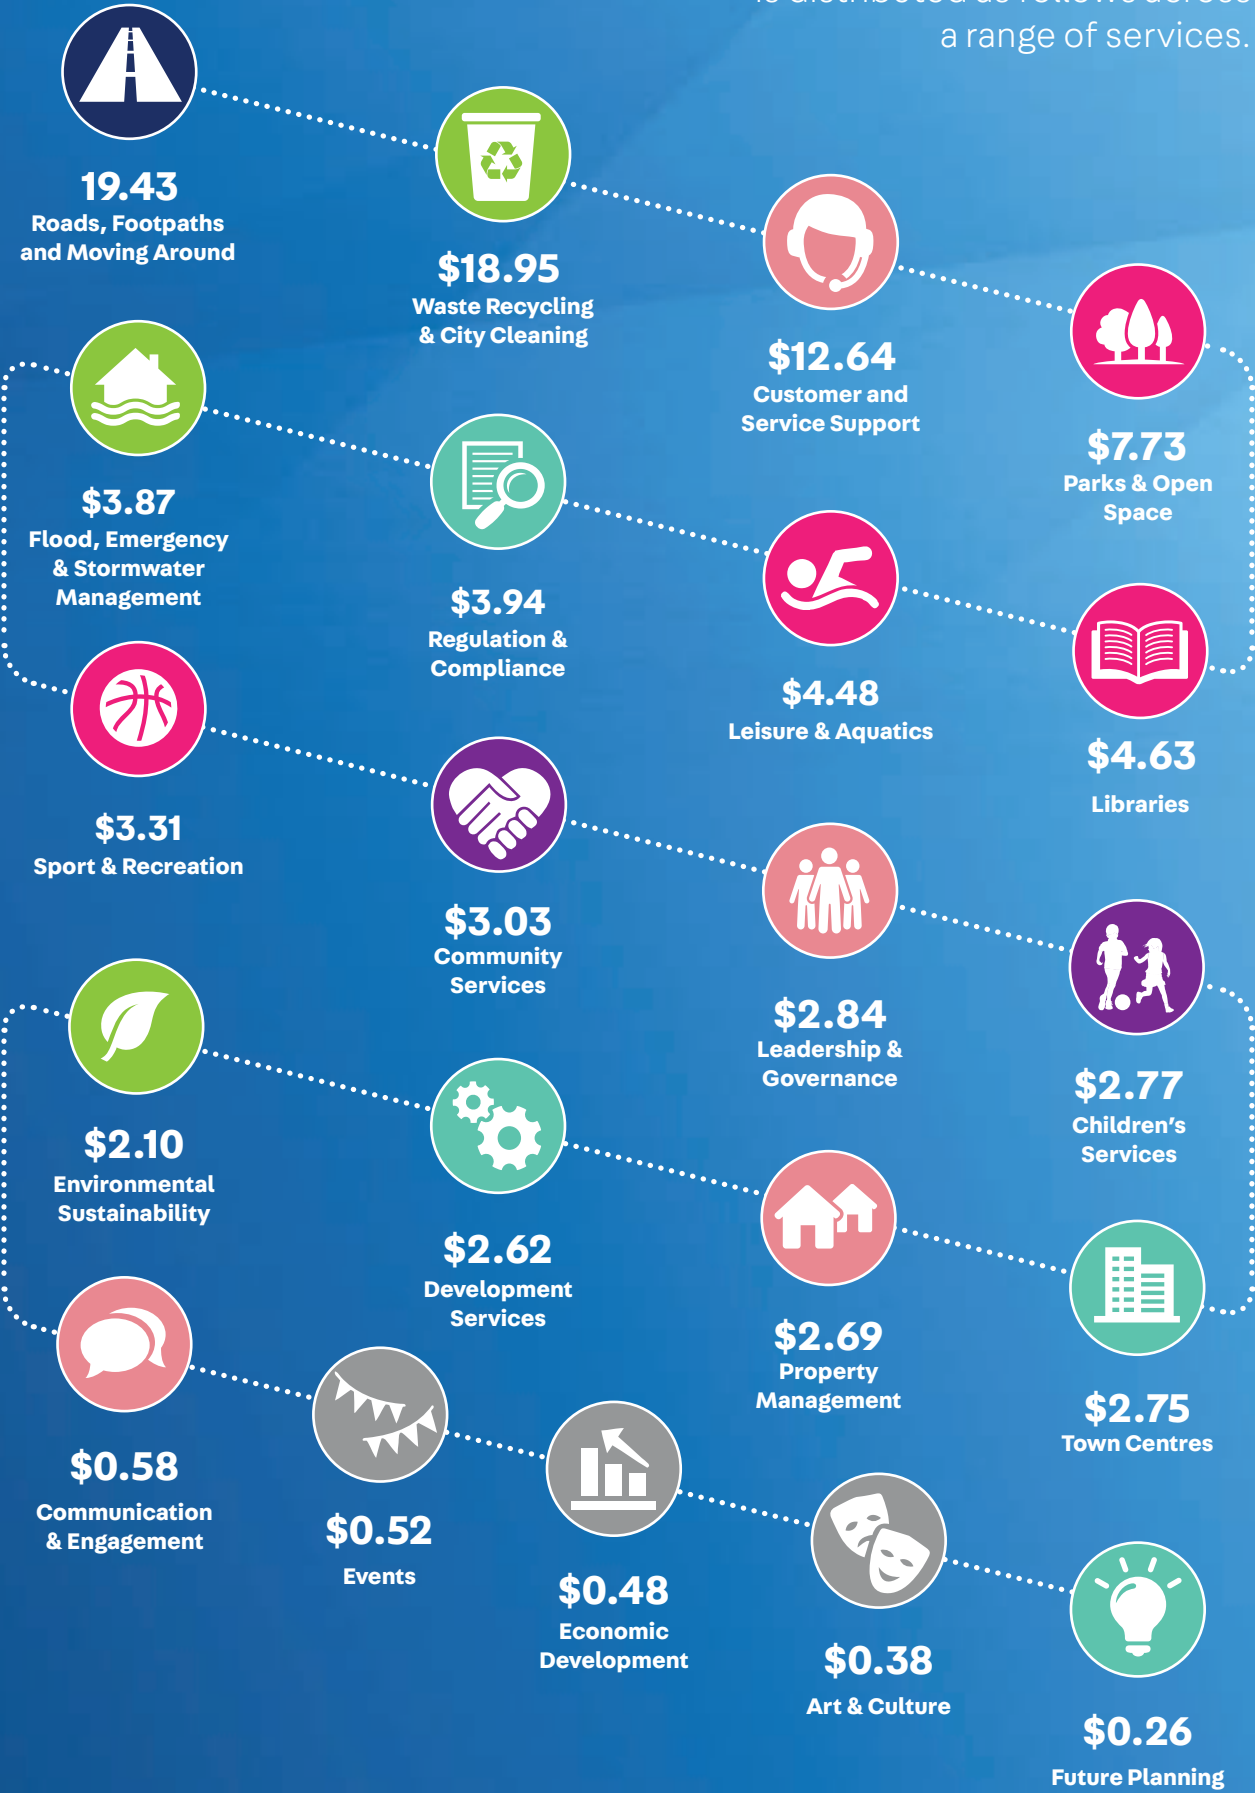 is distributed as follows across
a range of services.
19.43
Roads, Footpaths
and Moving Around
$18.95
Waste Recycling
& City Cleaning
$12.64
Customer and
Service Support
$7.73
Parks & Open
Space
$3.87
Flood, Emergency
& Stormwater
Management
$3.94
Regulation &
Compliance
$4.48
Leisure & Aquatics
$4.63
Libraries
$3.31
Sport & Recreation
$3.03
Community
Services
$2.84
Leadership &
Governance
$2.77
Children's
Services
$2.10
Environmental
Sustainability
$2.62
Development
Services
$2.69
Property
Management
$2.75
Town Centres
$0.58
Communication
& Engagement
$0.52
Events
$0.48
Economic
Development
$0.38
Art & Culture
$0.26
Future Planning